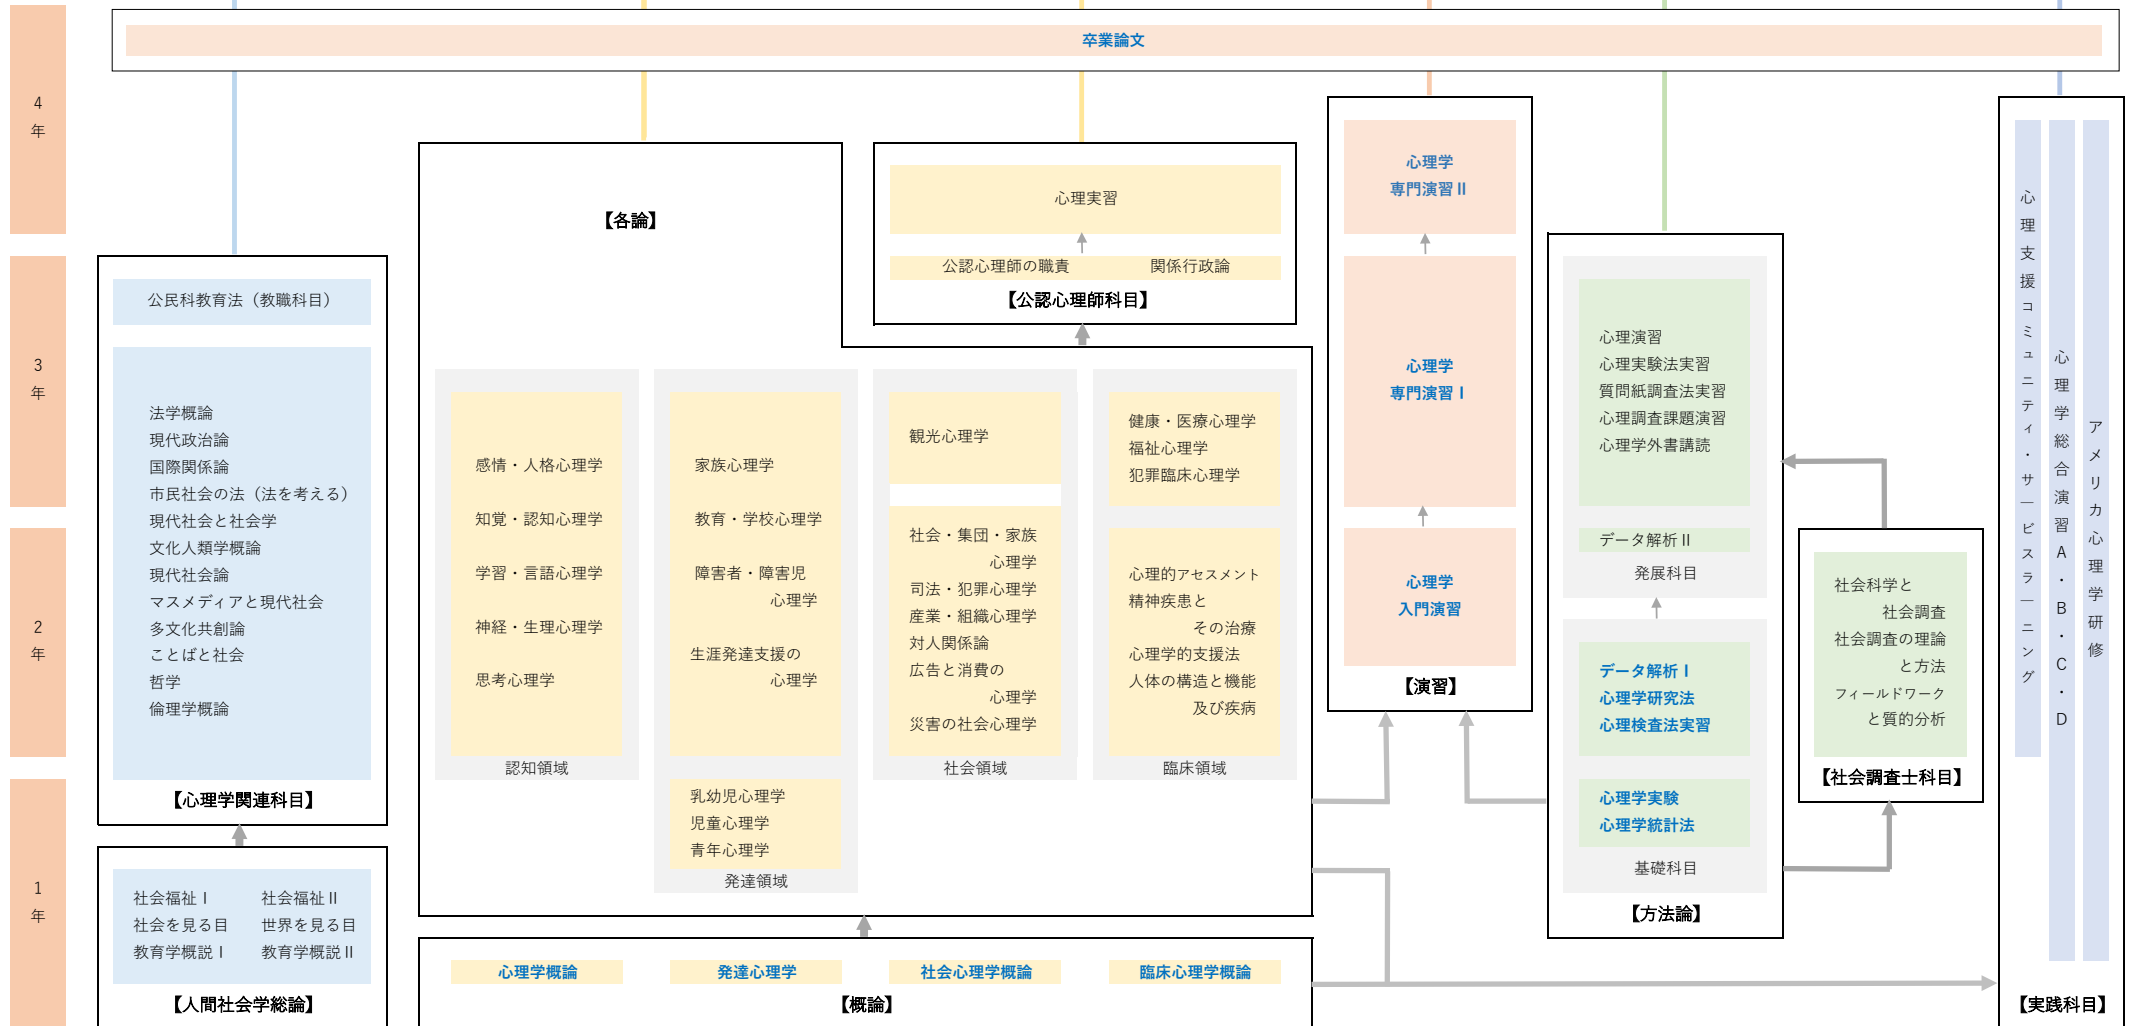 卒業論文
4
年
3
年
2
年
1
年
公民科教育法（教職科目）
法学概論
現代政治論
国際関係論
市民社会の法（法を考える）
現代社会と社会学
文化人類学概論
現代社会論
マスメディアと現代社会
多文化共創論
ことばと社会
哲学
倫理学概論
【心理学関連科目】
社会福祉Ⅰ 社会福祉Ⅱ
社会を見る目 世界を見る目
教育学概説Ⅰ 教育学概説Ⅱ
【人間社会学総論】
【各論】
感情・人格心理学
知覚・認知心理学
学習・言語心理学
神経・生理心理学
思考心理学
認知領域
家族心理学
教育・学校心理学
障害者・障害児
心理学
生涯発達支援の
心理学
乳幼児心理学
児童心理学
青年心理学
発達領域
観光心理学
社会・集団・家族
心理学
司法・犯罪心理学
産業・組織心理学
対人関係論
広告と消費の
心理学
災害の社会心理学
社会領域
健康・医療心理学
福祉心理学
犯罪臨床心理学
心理的アセスメント
精神疾患と
その治療
心理学的支援法
人体の構造と機能
及び疾病
臨床領域
心理実習
公認心理師の職責 関係行政論
【公認心理師科目】
心理学概論 発達心理学 社会心理学概論 臨床心理学概論
【概論】
心理学
専門演習Ⅱ
心理学
専門演習Ⅰ
心理学
入門演習
【演習】
心理演習
心理実験法実習
質問紙調査法実習
心理調査課題演習
心理学外書講読
データ解析Ⅱ
発展科目
データ解析Ⅰ
心理学研究法
心理検査法実習
心理学実験
心理学統計法
基礎科目
【方法論】
社会科学と
社会調査
社会調査の理論
と方法
フィールドワーク
と質的分析
【社会調査士科目】
心理支援コミュニティ・サービスラーニング
心理学総合演習A・B・C・D
アメリカ心理学研修
【実践科目】